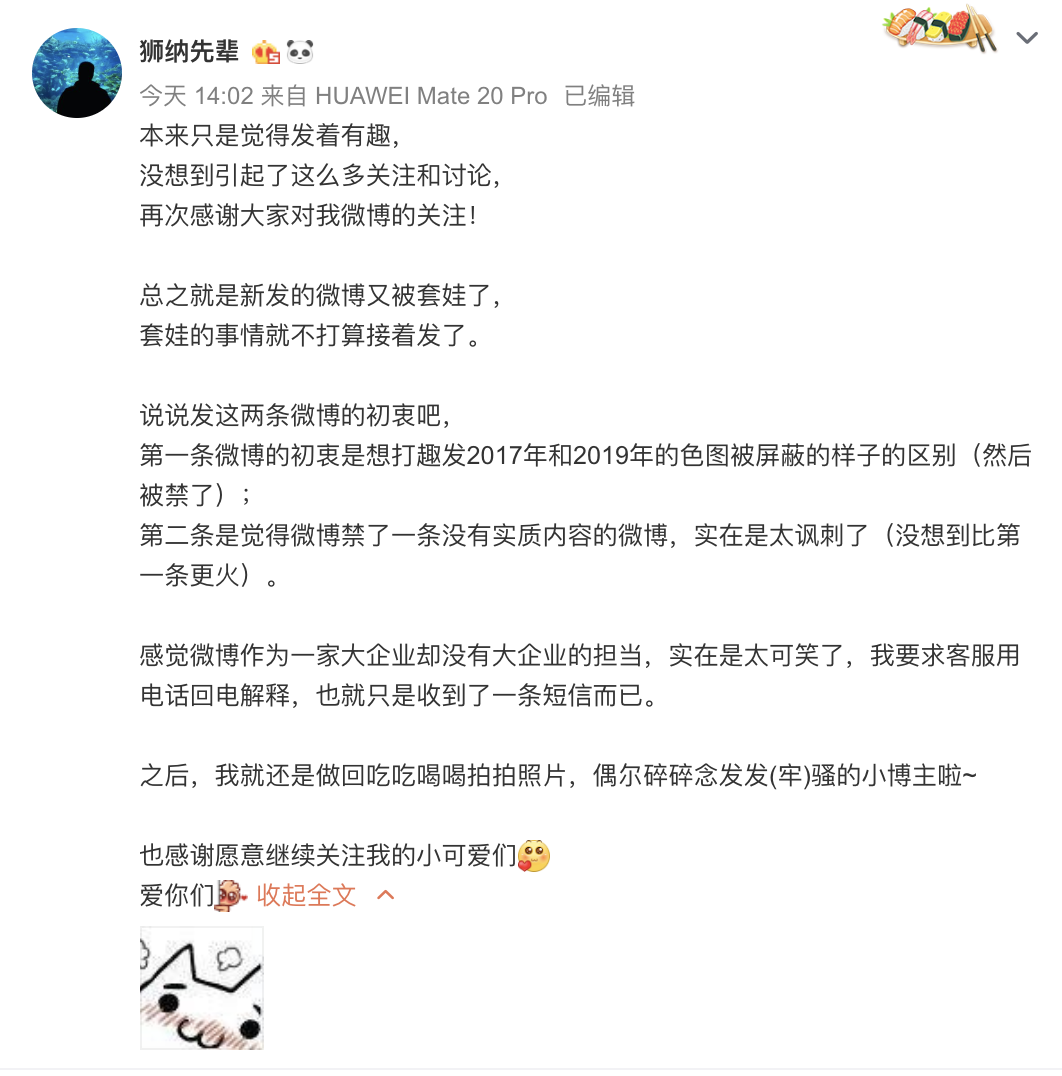 狮纳先辈
今天 14:02 来自 HUAWEI Mate 20 Pro 已编辑
本来只是觉得发着有趣，
没想到引起了这么多关注和讨论，
再次感谢大家对我微博的关注！
总之就是新发的微博又被套娃了，
套娃的事情就不打算接着发了。
说说发这两条微博的初衷吧，
第一条微博的初衷是想打趣发2017年和2019年的色图被屏蔽的样子的区别（然后
被禁了）；
第二条是觉得微博禁了一条没有实质内容的微博，实在是太讽刺了（没想到比第
一条更火）。
感觉微博作为一家大企业却没有大企业的担当，实在是太可笑了，我要求客服用
电话回电解释，也就只是收到了一条短信而已。
之后，我就还是做回吃吃喝喝拍拍照片，偶尔碎碎念发发(牢)骚的小博主啦~
也感谢愿意继续关注我的小可爱们
爱你们 收起全文